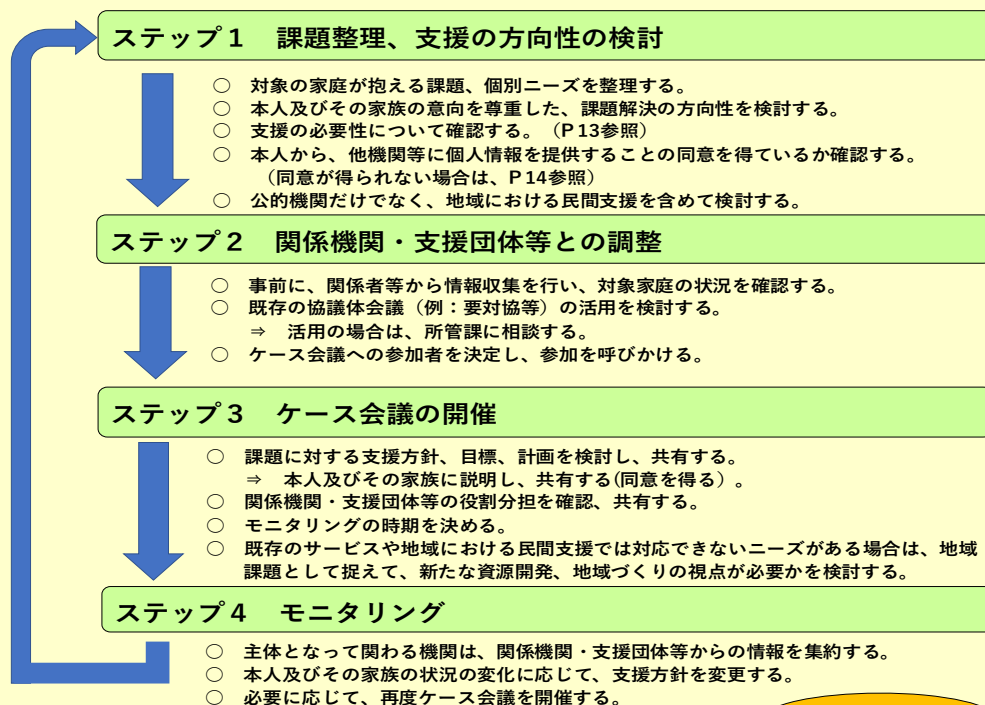 ステップ１　課題整理、支援の方向性の検討
○　対象の家庭が抱える課題、個別ニーズを整理する。
○　本人及びその家族の意向を尊重した、課題解決の方向性を検討する。
○　支援の必要性について確認する。（P13参照）
○　本人から、他機関等に個人情報を提供することの同意を得ているか確認する。
（同意が得られない場合は、P14参照）
○　公的機関だけでなく、地域における民間支援を含めて検討する。
ステップ２　関係機関・支援団体等との調整
○　事前に、関係者等から情報収集を行い、対象家庭の状況を確認する。
○　既存の協議体会議（例：要対協等）の活用を検討する。
⇒　活用の場合は、所管課に相談する。
○　ケース会議への参加者を決定し、参加を呼びかける。
ステップ３　ケース会議の開催
○　課題に対する支援方針、目標、計画を検討し、共有する。
⇒　本人及びその家族に説明し、共有する(同意を得る）。
○　関係機関・支援団体等の役割分担を確認、共有する。
○　モニタリングの時期を決める。
○　既存のサービスや地域における民間支援では対応できないニーズがある場合は、地域
課題として捉えて、新たな資源開発、地域づくりの視点が必要かを検討する。
ステップ４　モニタリング
○　主体となって関わる機関は、関係機関・支援団体等からの情報を集約する。
○　本人及びその家族の状況の変化に応じて、支援方針を変更する。
○　必要に応じて、再度ケース会議を開催する。